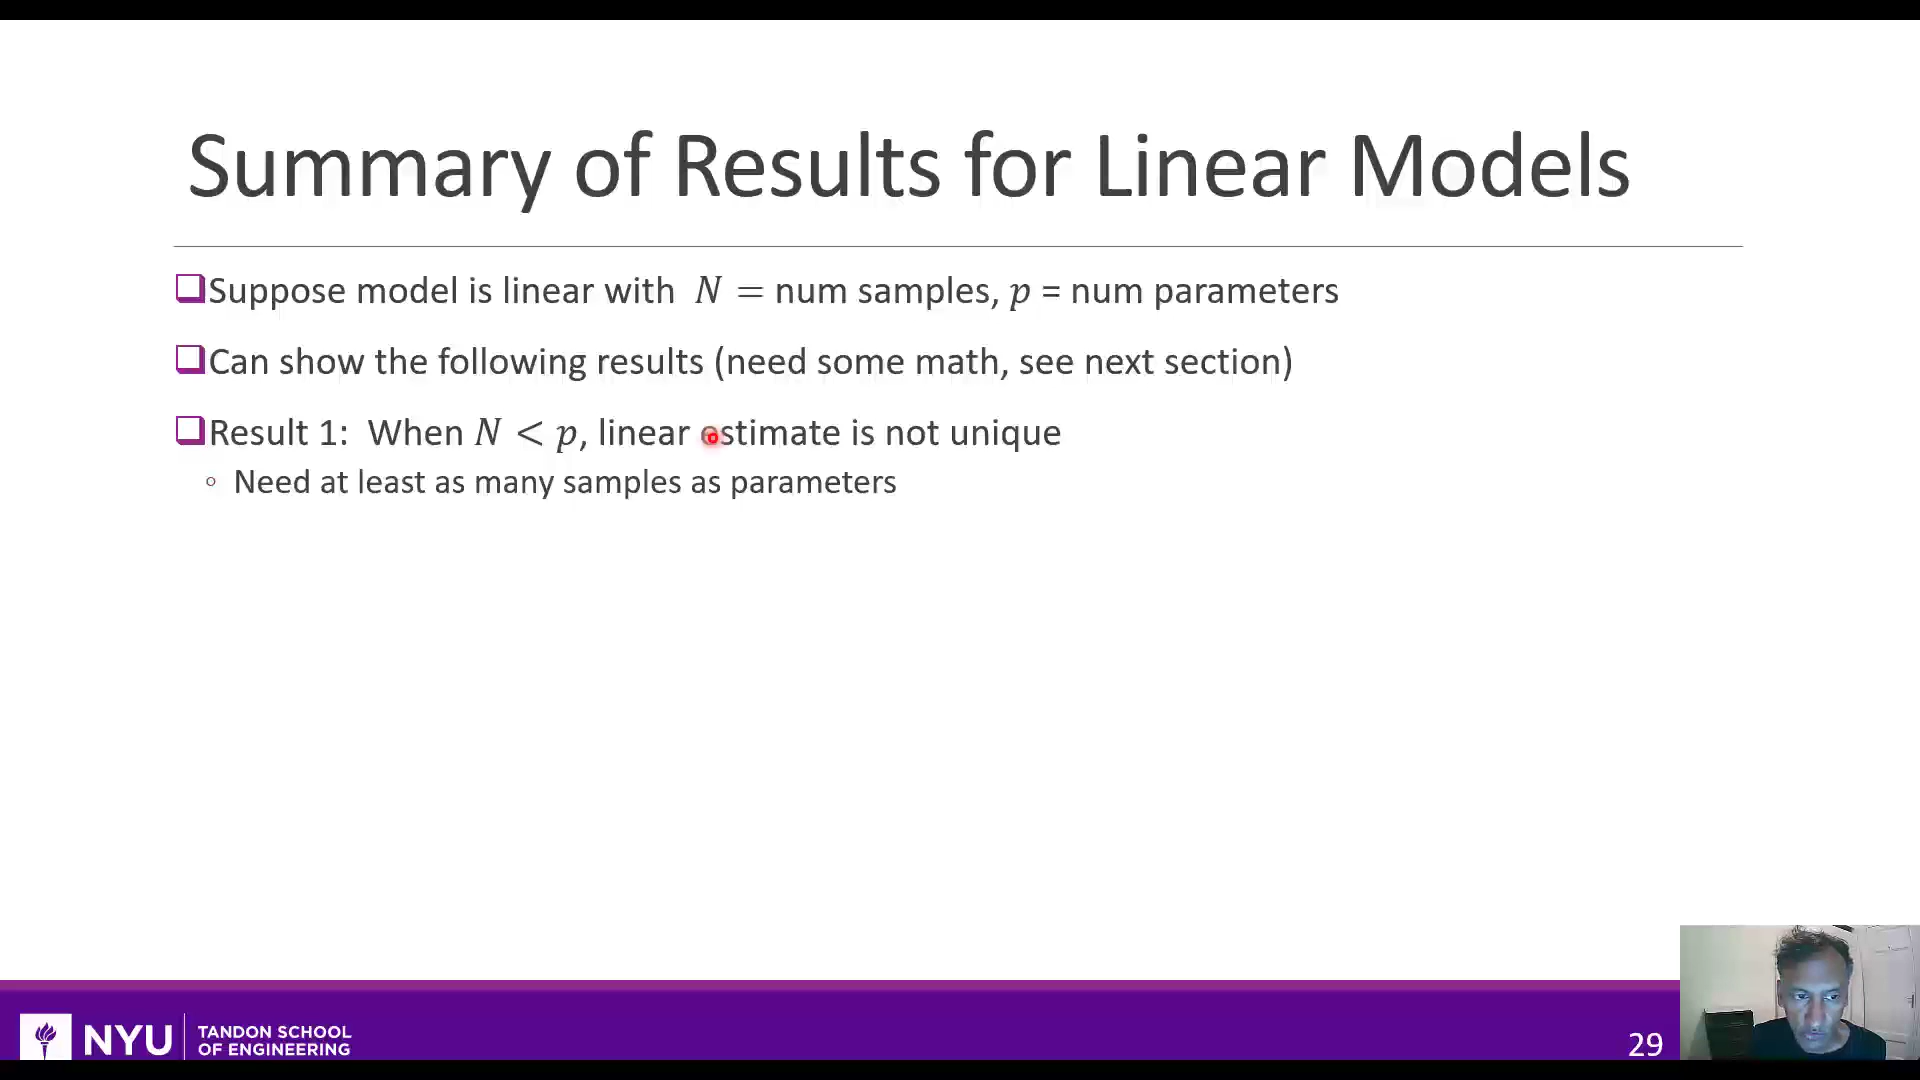 Summary of Results for Linear Models
Suppose model is linear with N = num samples, p = num parameters
Can show the following results (need some math, see next section)
Result 1: When N < p, linear estimate is not unique
Need at least as many samples as parameters
NYU TANDON SCHOOL
OF ENGINEERING
29